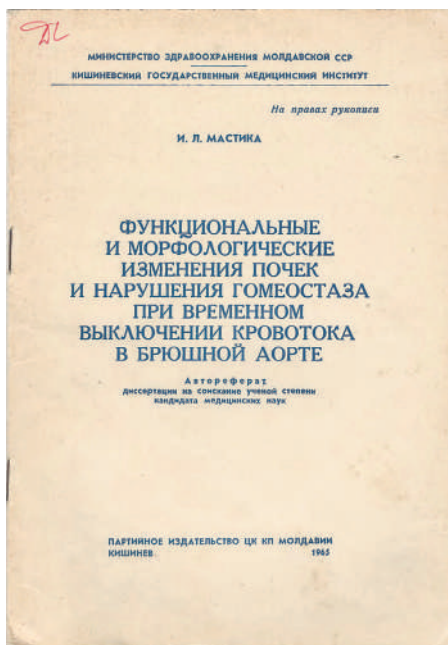 МИНИСТЕРСТВО ЗДРАВООХРАНЕНИЯ МОЛДАВСКОЙ ССР
КИШИНЕВСКИЙ ГОСУДАРСТВЕННЫЙ МЕДИЦИНСКИЙ ИНСТИТУТ
На правах рукописи
И. Л. МАСТИКА
ФУНКЦИОНАЛЬНЫЕ
И МОРФОЛОГИЧЕСКИЕ
ИЗМЕНЕНИЯ ПОЧЕК
И НАРУШЕНИЯ ГОМЕОСТАЗА
ПРИ ВРЕМЕННОМ
ВЫКЛЮЧЕНИИ КРОВОТОКА
В БРЮШНОЙ АОРТЕ
Автореферат
диссертации на соискание ученой степени
кандидата медицинских наук
ПАРТИЙНОЕ ИЗДАТЕЛЬСТВО ЦК КП МОЛДАВИИ
КИШИНЕВ 1965